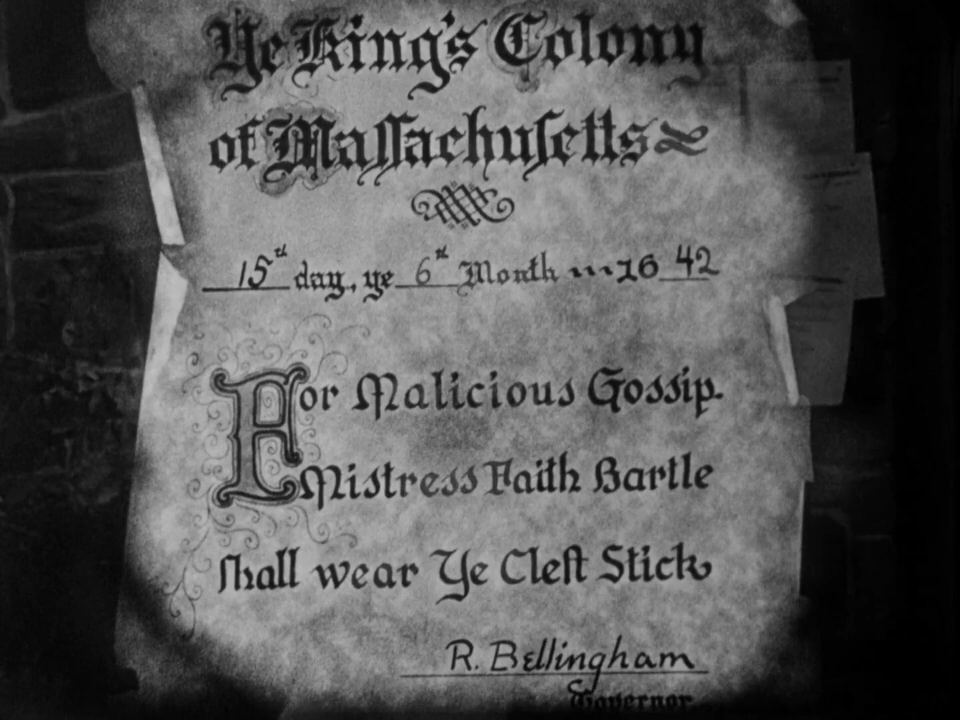 Ye King's Colony
of Maſſachuſetts
15th day, ye 6th Month in 1642
For Malicious Gossip
Mistress Faith Bartle
ſhall wear Ye Cleft Stick
R. Bellingham
Governor